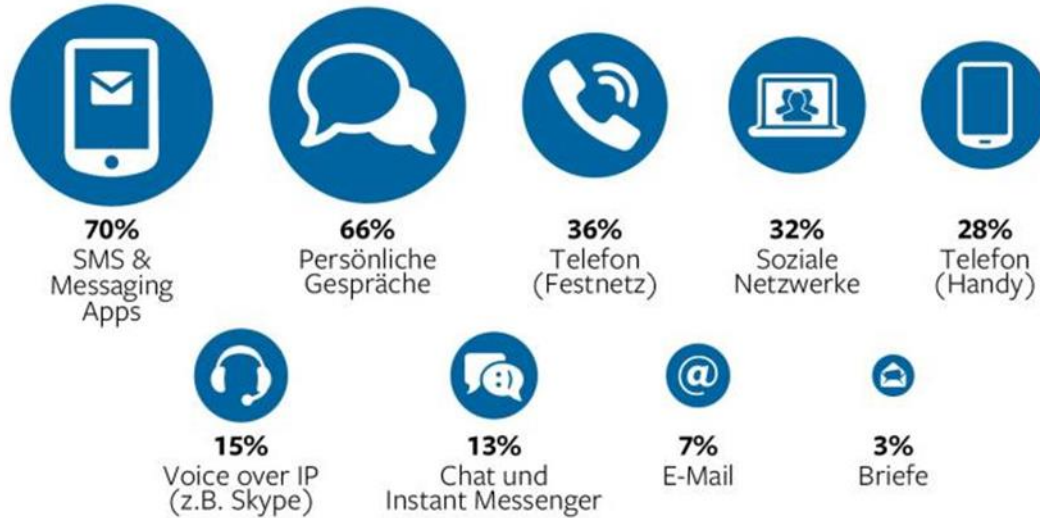 70%
SMS &
Messaging
Apps
66%
Persönliche
Gespräche
36%
Telefon
(Festnetz)
32%
Soziale
Netzwerke
28%
Telefon
(Handy)
15%
Voice over IP
(z.B. Skype)
13%
Chat und
Instant Messenger
7%
E-Mail
3%
Briefe